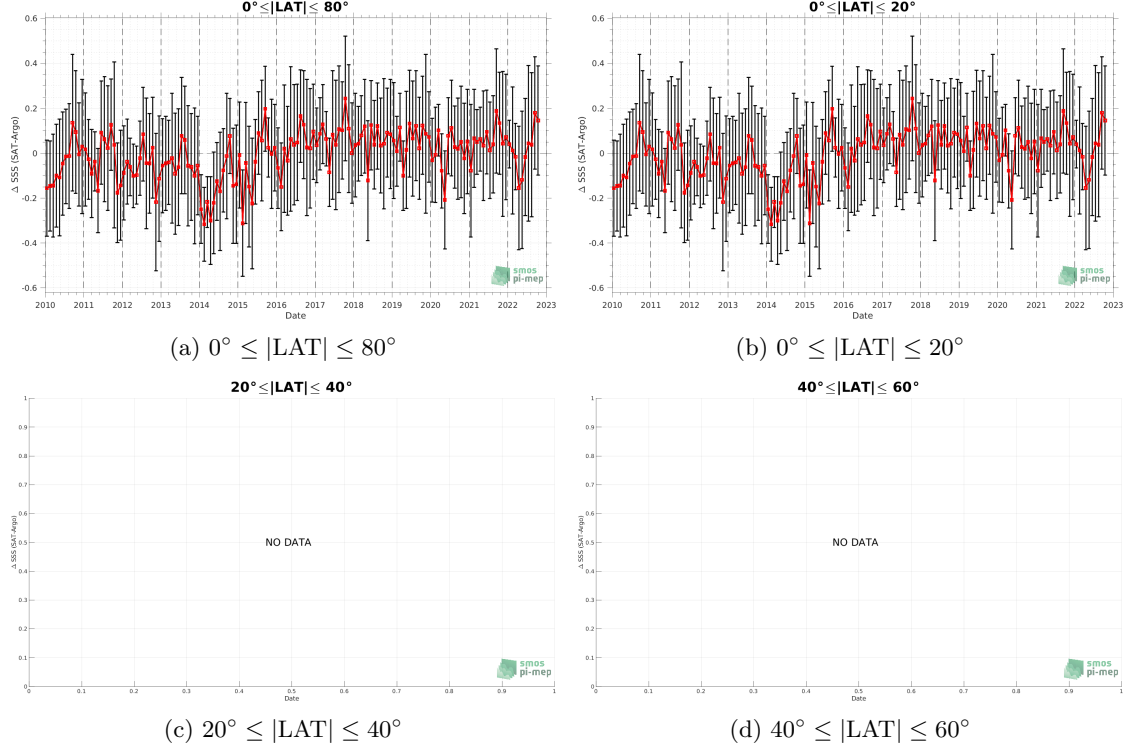 0°≤|LAT|≤ 80°
Δ SSS (SAT-Argo)
0.6
0.4
0.2
0
-0.2
-0.4
-0.6
2010 2011 2012 2013 2014 2015 2016 2017 2018 2019 2020 2021 2022 2023
Date
smos
pi-mep
(a) 0° ≤ |LAT| ≤ 80°
0°≤|LAT|≤ 20°
Δ SSS (SAT-Argo)
0.6
0.4
0.2
0
-0.2
-0.4
-0.6
2010 2011 2012 2013 2014 2015 2016 2017 2018 2019 2020 2021 2022 2023
Date
smos
pi-mep
(b) 0° ≤ |LAT| ≤ 20°
20°≤|LAT|≤ 40°
Δ SSS (SAT-Argo)
1
0.9
0.8
0.7
0.6
0.5
0.4
0.3
0.2
0.1
0
NO DATA
0 0.1 0.2 0.3 0.4 0.5 0.6 0.7 0.8 0.9 1
Date
smos
pi-mep
(c) 20° ≤ |LAT| ≤ 40°
40°≤|LAT|≤ 60°
Δ SSS (SAT-Argo)
1
0.9
0.8
0.7
0.6
0.5
0.4
0.3
0.2
0.1
0
NO DATA
0 0.1 0.2 0.3 0.4 0.5 0.6 0.7 0.8 0.9 1
Date
smos
pi-mep
(d) 40° ≤ |LAT| ≤ 60°